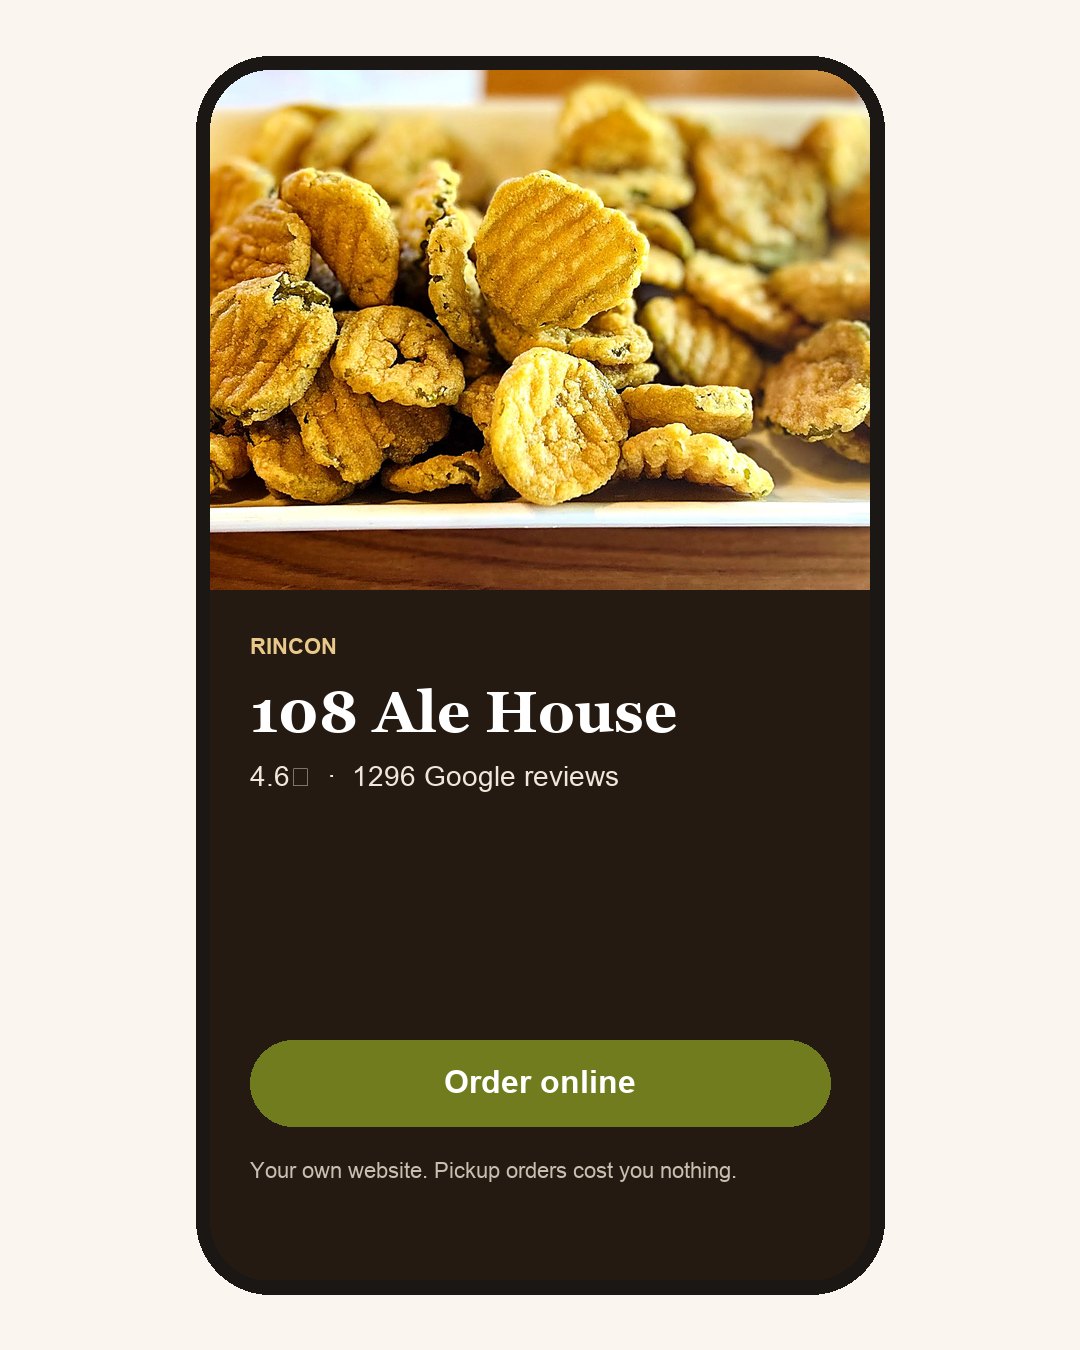 RINCON
108 Ale House
4.6□ · 1296 Google reviews
Order online
Your own website. Pickup orders cost you nothing.